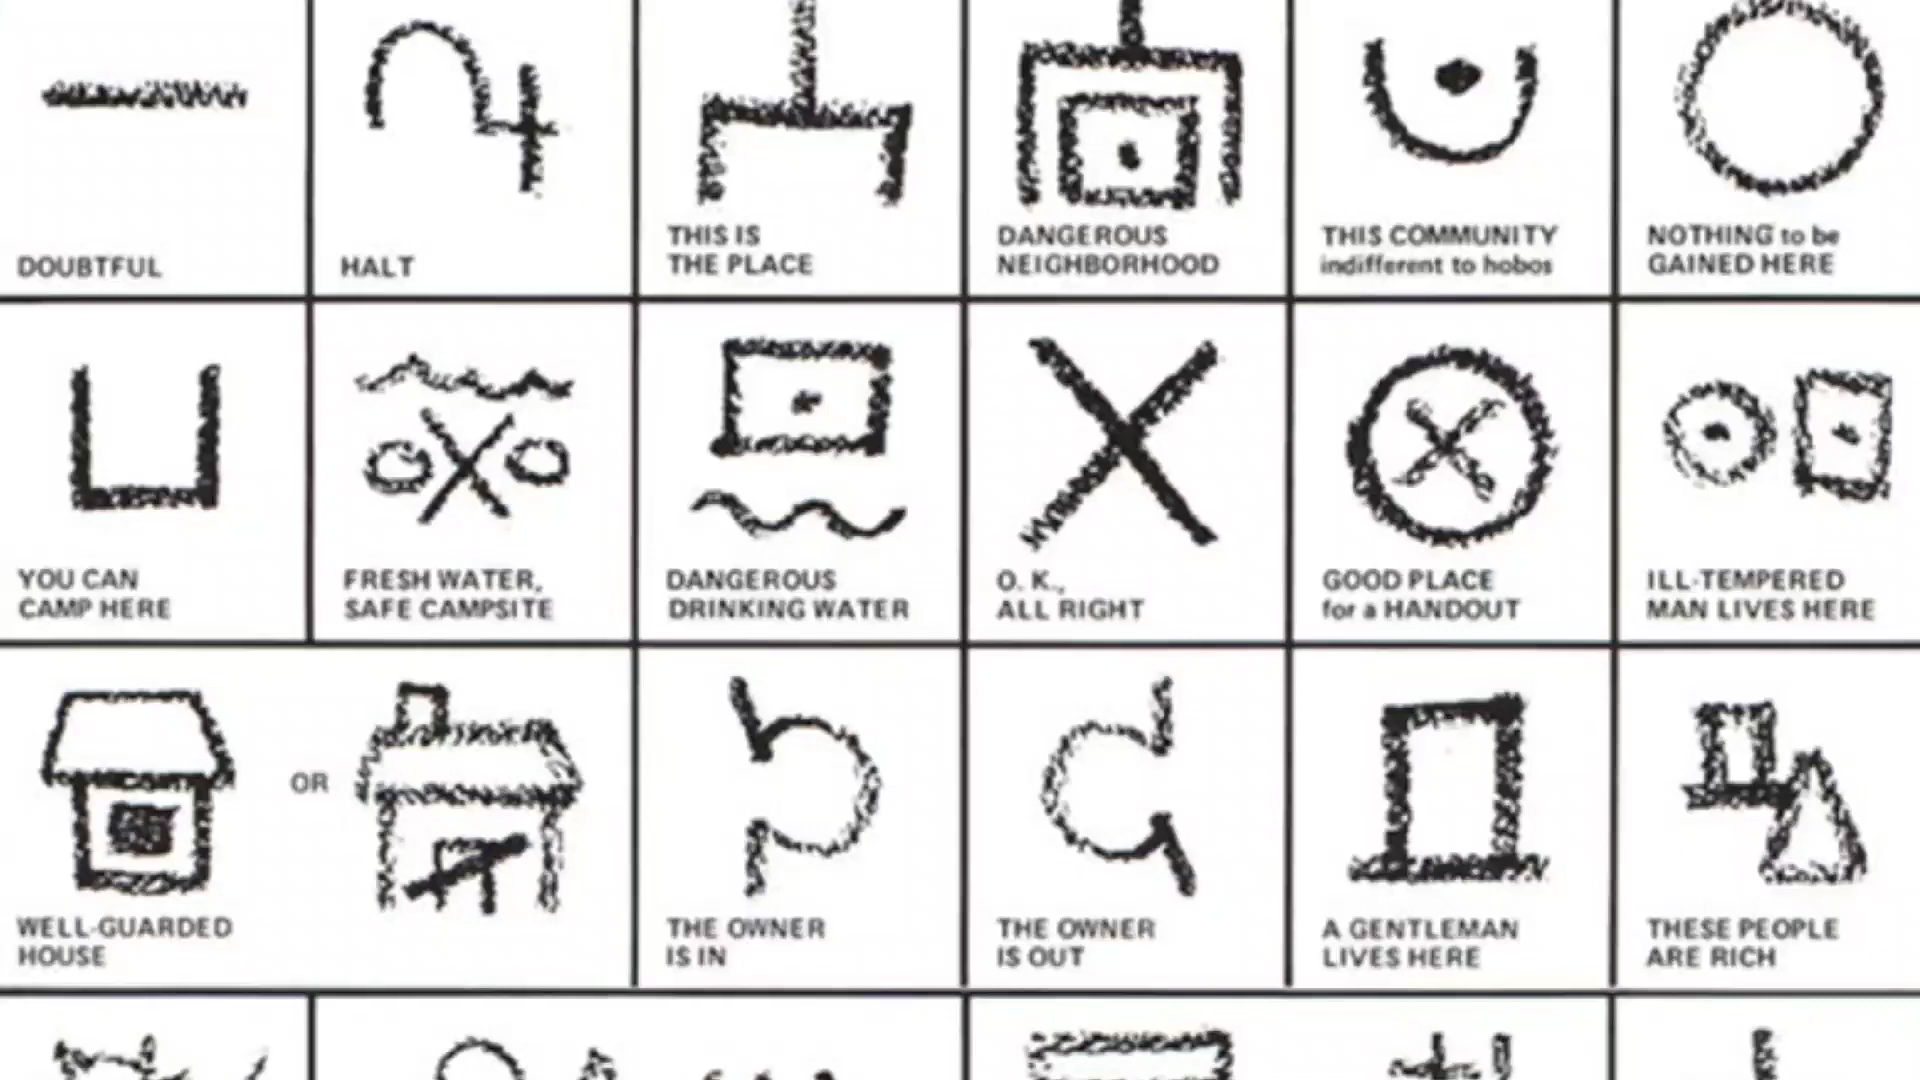 DOUBTFUL
HALT
THIS IS
THE PLACE
DANGEROUS
NEIGHBORHOOD
THIS COMMUNITY
indifferent to hobos
NOTHING to be
GAINED HERE
YOU CAN
CAMP HERE
FRESH WATER,
SAFE CAMPSITE
DANGEROUS
DRINKING WATER
O. K.,
ALL RIGHT
GOOD PLACE
for a HANDOUT
ILL-TEMPERED
MAN LIVES HERE
OR
WELL-GUARDED
HOUSE
THE OWNER
IS IN
THE OWNER
IS OUT
A GENTLEMAN
LIVES HERE
THESE PEOPLE
ARE RICH